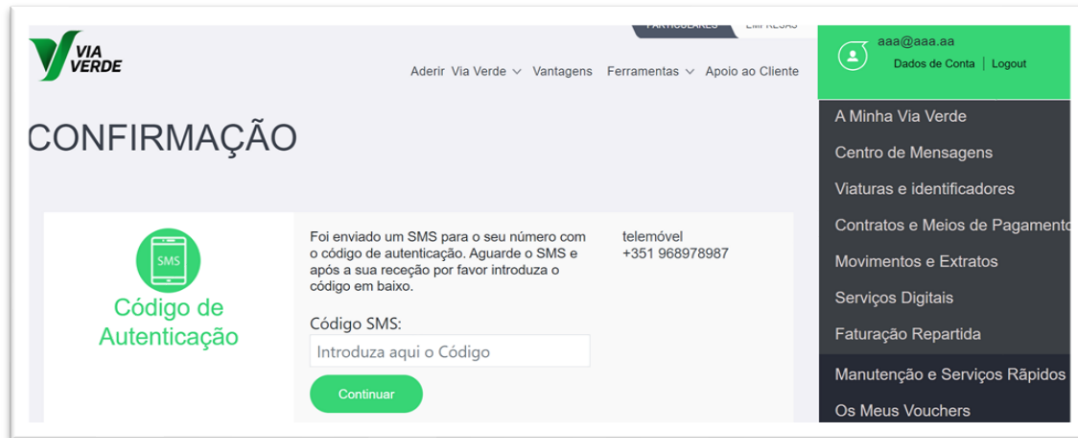 PARTICULARES EMPRESAS
VIA
VERDE
Aderir Via Verde Vantagens Ferramentas Apoio ao Cliente
aaa@aaa.aa
Dados de Conta | Logout
CONFIRMAÇÃO
A Minha Via Verde
Centro de Mensagens
Viaturas e identificadores
Contratos e Meios de Pagamento
Movimentos e Extratos
Serviços Digitais
Faturação Repartida
Manutenção e Serviços Rãpidos
Os Meus Vouchers
SMS
Código de
Autenticação
Foi enviado um SMS para o seu número com
o código de autenticação. Aguarde o SMS e
após a sua receção por favor introduza o
código em baixo.
telemóvel
+351 968978987
Código SMS:
Introduza aqui o Código
Continuar